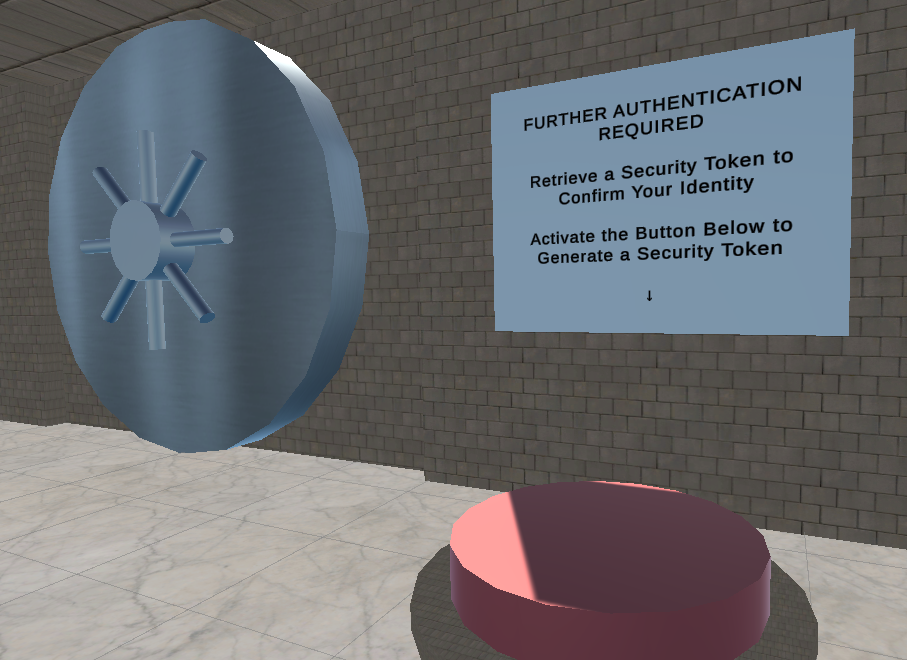 FURTHER AUTHENTICATION
REQUIRED
Retrieve a Security Token to
Confirm Your Identity
Activate the Button Below to
Generate a Security Token
↓